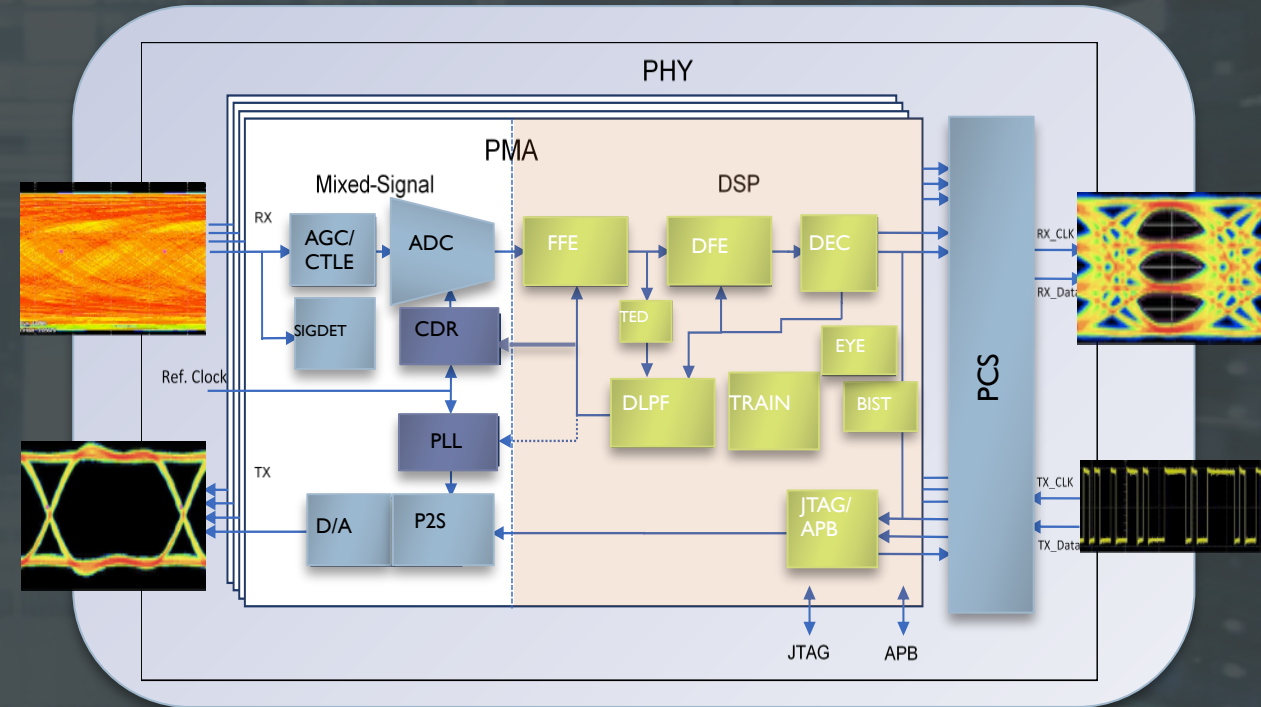 PHY
PMA
Mixed-Signal
DSP
RX
AGC/
CTLE
ADC
FFE
DFE
DEC
RX_CLK
RX_Data
SIGDET
CDR
TED
EYE
Ref. Clock
DLPF
TRAIN
BIST
PCS
PLL
TX
TX_CLK
D/A
P2S
JTAG/
APB
TX_Data
JTAG
APB